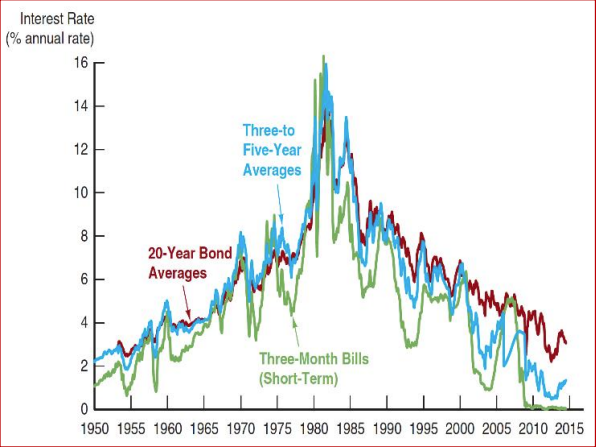 Interest Rate
(% annual rate)
16
14
12
10
8
6
4
2
0
Three-to
Five-Year
Averages
20-Year Bond
Averages
Three-Month Bills
(Short-Term)
1950 1955 1960 1965 1970 1975 1980 1985 1990 1995 2000 2005 2010 2015